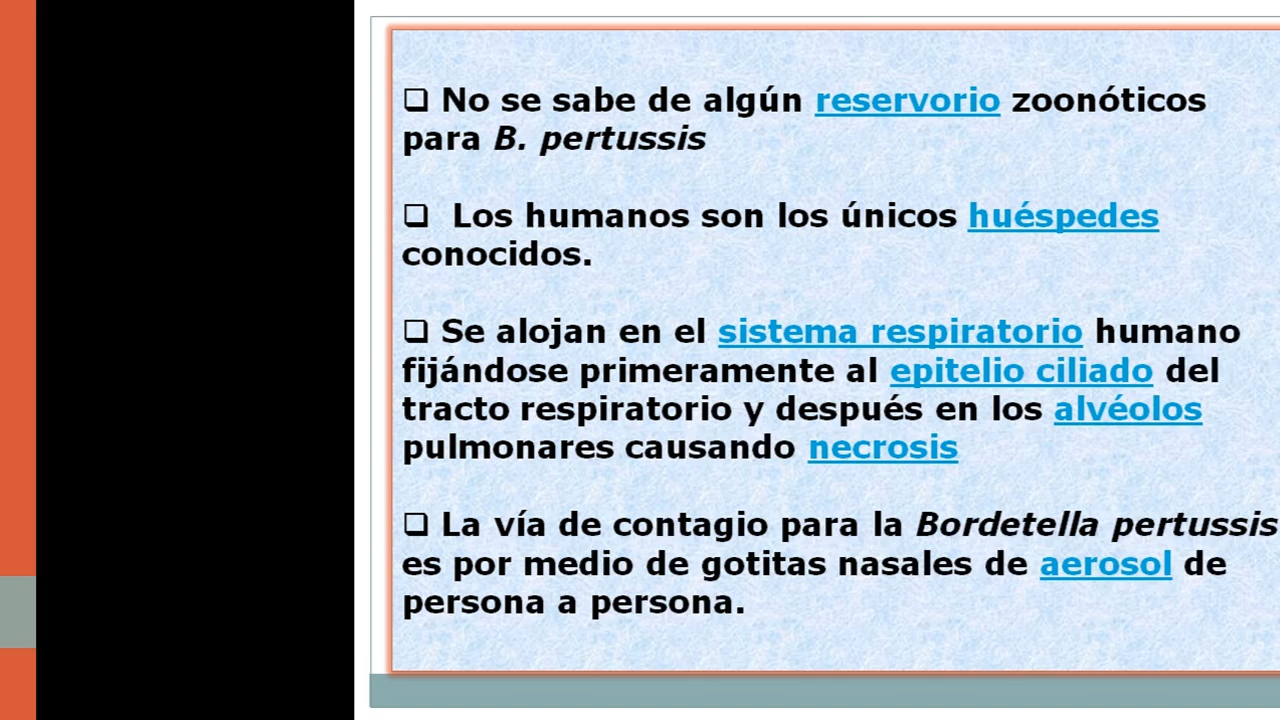 ❑ No se sabe de algún reservorio zoonóticos
para B. pertussis
❑ Los humanos son los únicos huéspedes
conocidos.
❑ Se alojan en el sistema respiratorio humano
fijándose primeramente al epitelio ciliado del
tracto respiratorio y después en los alvéolos
pulmonares causando necrosis
❑ La vía de contagio para la Bordetella pertussis
es por medio de gotitas nasales de aerosol de
persona a persona.